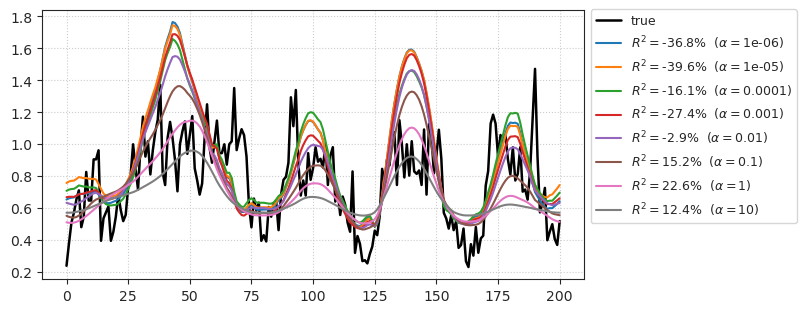 1.8
1.6
1.4
1.2
1.0
0.8
0.6
0.4
0.2
0 25 50 75 100 125 150 175 200
true
R² = -36.8% (α = 1e-06)
R² = -39.6% (α = 1e-05)
R² = -16.1% (α = 0.0001)
R² = -27.4% (α = 0.001)
R² = -2.9% (α = 0.01)
R² = 15.2% (α = 0.1)
R² = 22.6% (α = 1)
R² = 12.4% (α = 10)